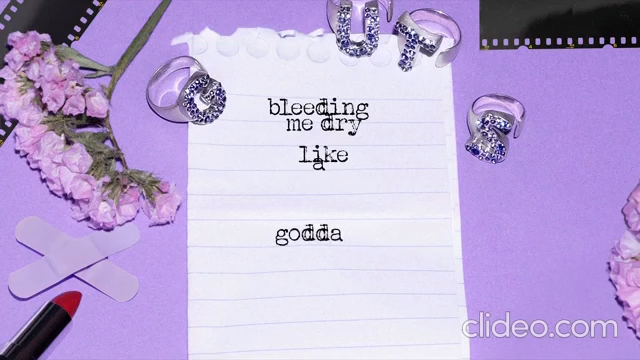 G U T S
bleeding
me dry
like
a
godda
clideo.com